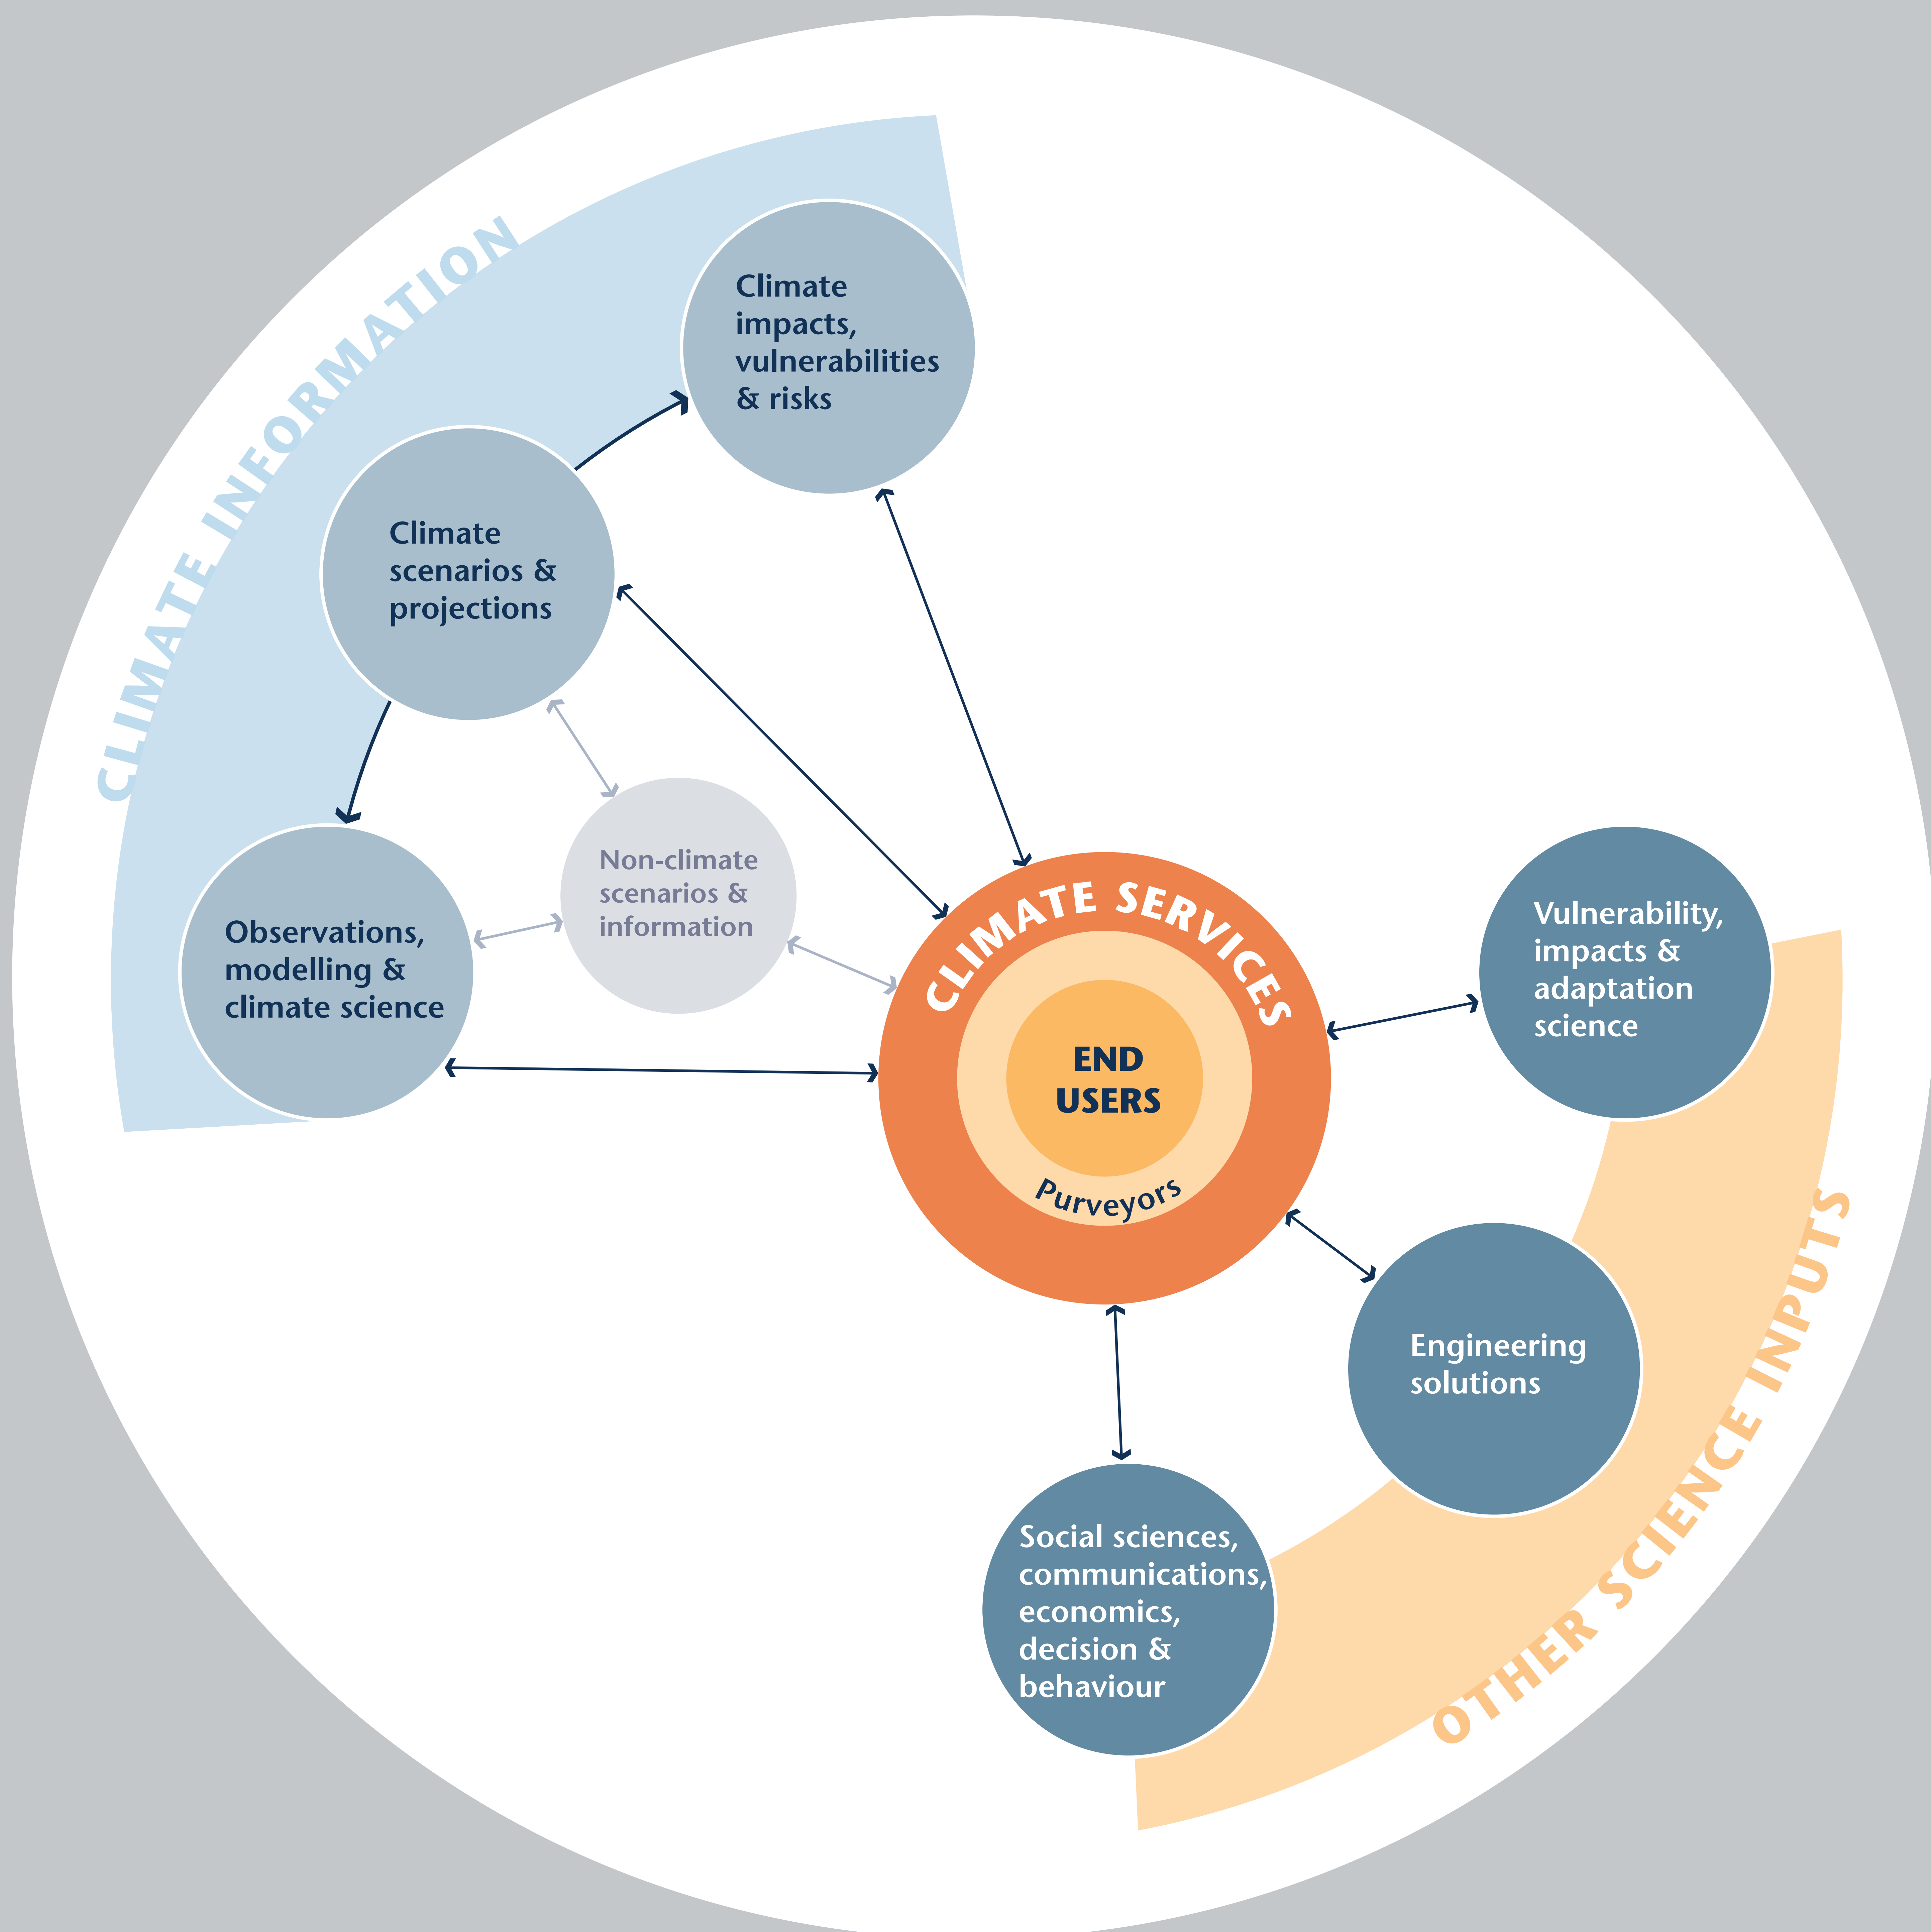 CLIMATE INFORMATION
Climate
impacts,
vulnerabilities
& risks
Climate
scenarios &
projections
Non-climate
scenarios &
information
Observations,
modelling &
climate science
CLIMATE SERVICES
END
USERS
Purveyors
Vulnerability,
impacts &
adaptation
science
Engineering
solutions
Social sciences,
communications,
economics,
decision &
behaviour
OTHER SCIENCE INPUTS